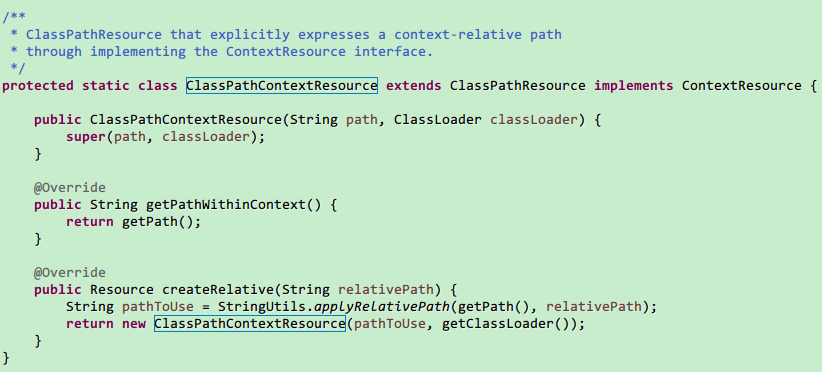 /**
 * ClassPathResource that explicitly expresses a context-relative path
 * through implementing the ContextResource interface.
 */
protected static class ClassPathContextResource extends ClassPathResource implements ContextResource {

    public ClassPathContextResource(String path, ClassLoader classLoader) {
        super(path, classLoader);
    }

    @Override
    public String getPathWithinContext() {
        return getPath();
    }

    @Override
    public Resource createRelative(String relativePath) {
        String pathToUse = StringUtils.applyRelativePath(getPath(), relativePath);
        return new ClassPathContextResource(pathToUse, getClassLoader());
    }
}